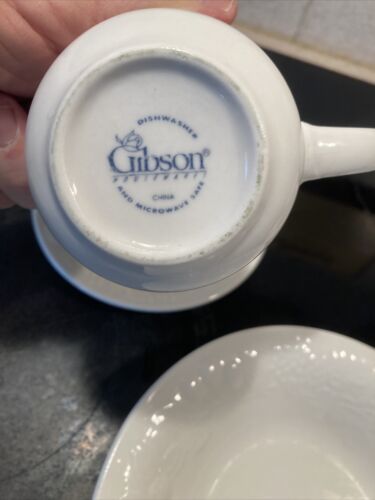 DISHWASHER
Gibson®
HOUSEWARES
CHINA
AND MICROWAVE SAFE